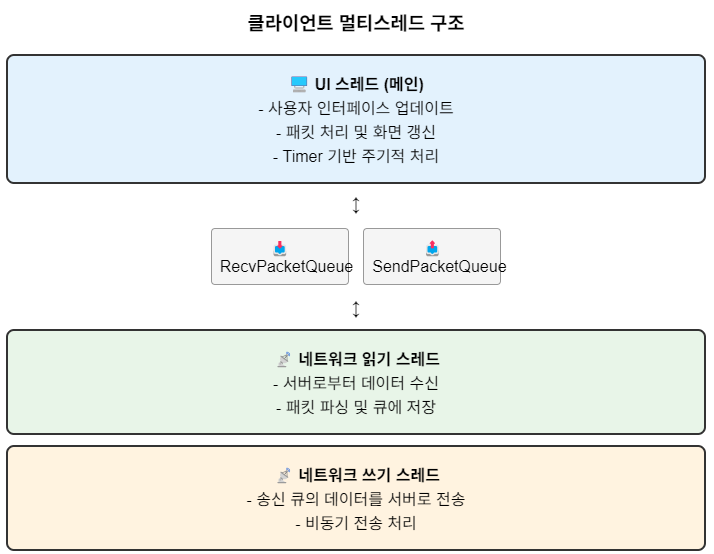 클라이언트 멀티스레드 구조
UI 스레드 (메인)
- 사용자 인터페이스 업데이트
- 패킷 처리 및 화면 갱신
- Timer 기반 주기적 처리
RecvPacketQueue
SendPacketQueue
네트워크 읽기 스레드
- 서버로부터 데이터 수신
- 패킷 파싱 및 큐에 저장
네트워크 쓰기 스레드
- 송신 큐의 데이터를 서버로 전송
- 비동기 전송 처리